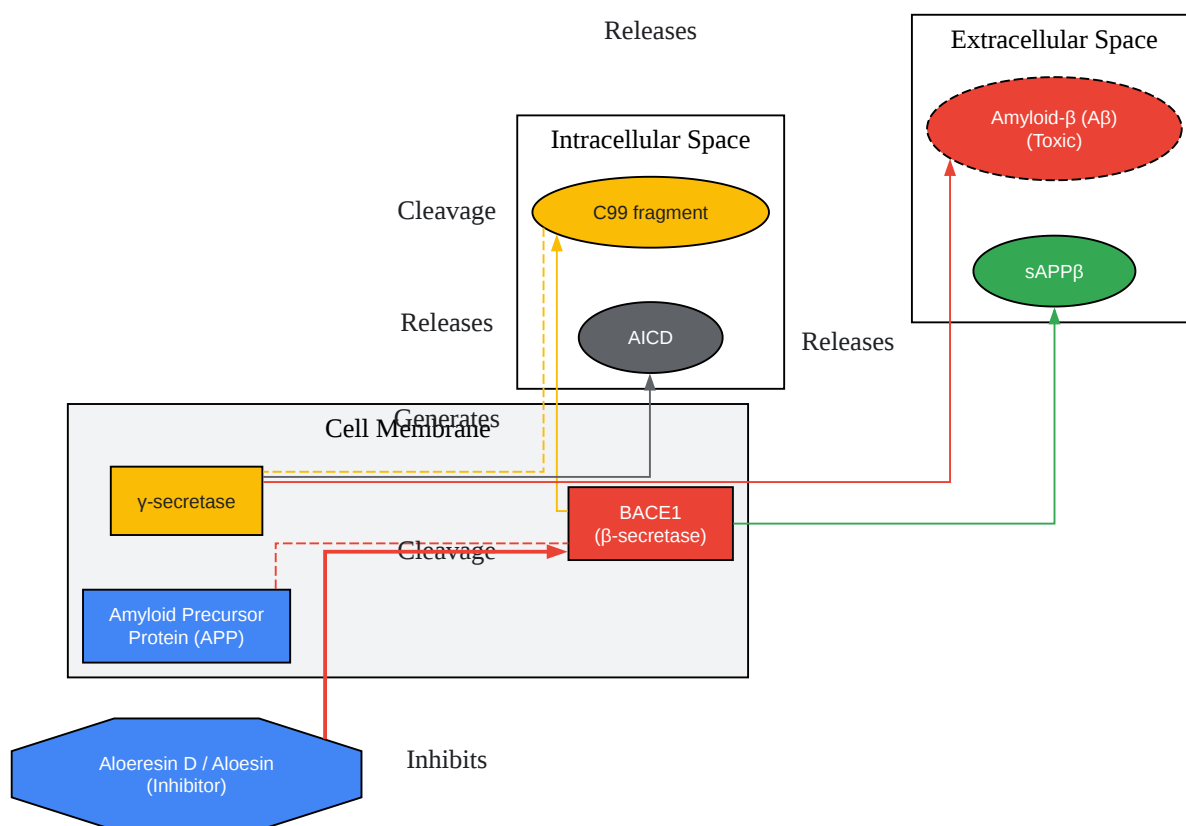 Releases
Extracellular Space
Amyloid-β (Aβ)
(Toxic)
Intracellular Space
Cleavage
C99 fragment
sAPPβ
Releases
AICD
Releases
Generates
Cell Membrane
γ-secretase
BACE1
(β-secretase)
Cleavage
Amyloid Precursor
Protein (APP)
Aloeresin D / Aloesin
(Inhibitor)
Inhibits